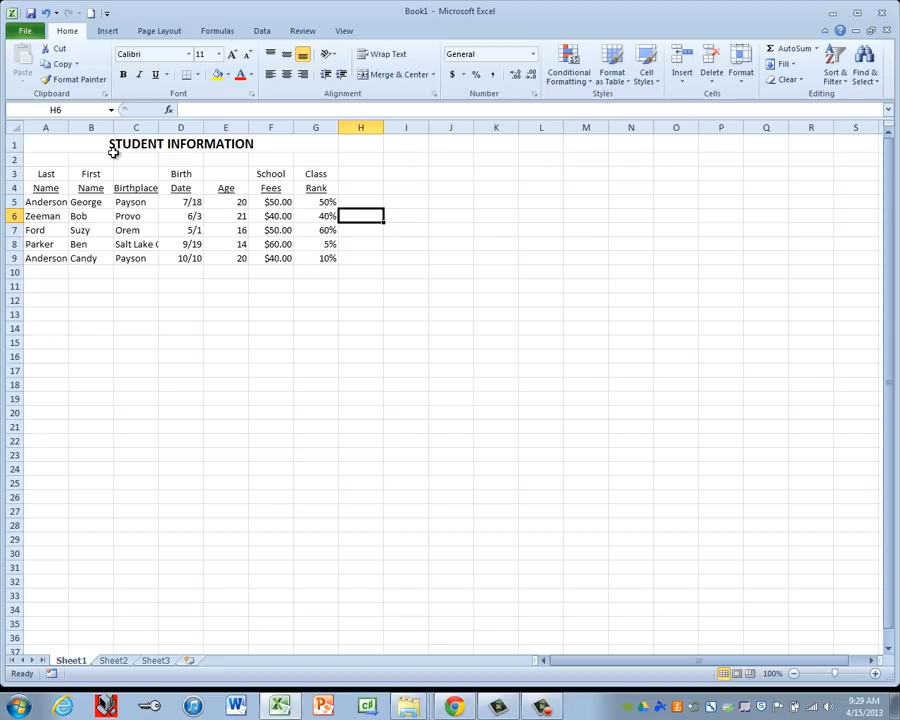 Book1 - Microsoft Excel
File Home Insert Page Layout Formulas Data Review View
Paste Cut Copy Format Painter Clipboard
Calibri 11 A A B I U A Font
Wrap Text Merge & Center Alignment
General $ % , .0 .00 .00 .0 Number
Conditional Formatting Format as Table Cell Styles Styles
Insert Delete Format Cells
Σ AutoSum Fill Clear Sort & Filter Find & Select Editing
H6 fx
A B C D E F G H I J K L M N O P Q R S
1 STUDENT INFORMATION
2
3 Last First Birth School Class
4 Name Name Birthplace Date Age Fees Rank
5 Anderson George Payson 7/18 20 $50.00 50%
6 Zeeman Bob Provo 6/3 21 $40.00 40%
7 Ford Suzy Orem 5/1 16 $50.00 60%
8 Parker Ben Salt Lake C 9/19 14 $60.00 5%
9 Anderson Candy Payson 10/10 20 $40.00 10%
10
11
12
13
14
15
16
17
18
19
20
21
22
23
24
25
26
27
28
29
30
31
32
33
34
35
36
37
Sheet1 Sheet2 Sheet3
Ready 100%
9:29 AM
4/15/2013